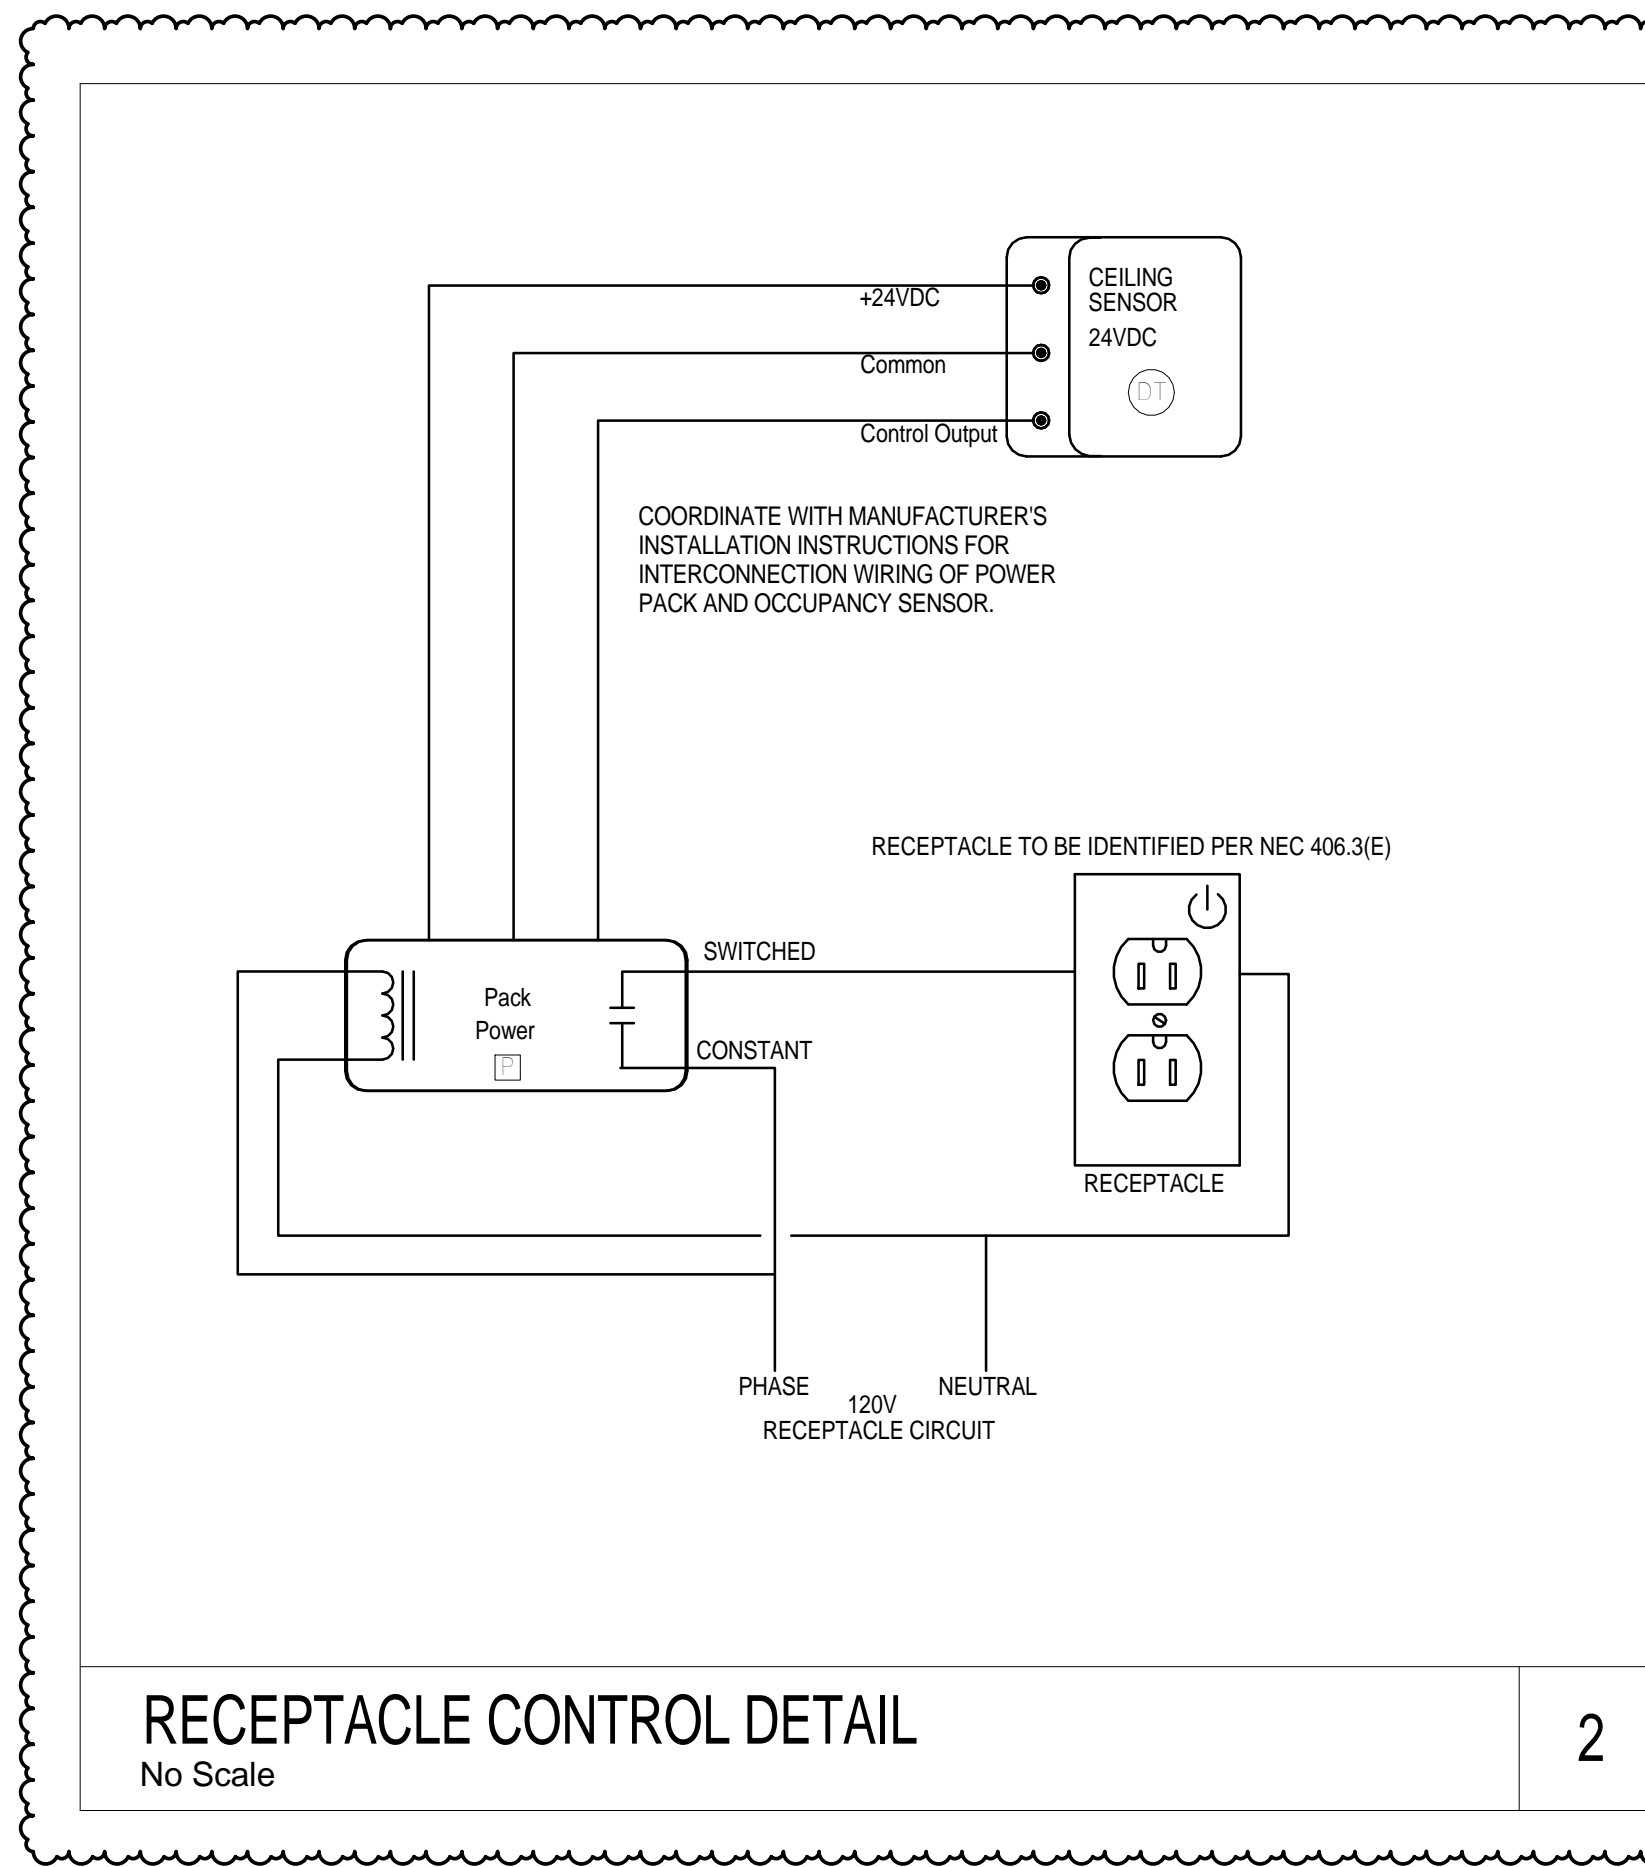 CEILING
SENSOR
24VDC
DT
+24VDC
Common
Control Output
COORDINATE WITH MANUFACTURER'S
INSTALLATION INSTRUCTIONS FOR
INTERCONNECTION WIRING OF POWER
PACK AND OCCUPANCY SENSOR.
RECEPTACLE TO BE IDENTIFIED PER NEC 406.3(E)
SWITCHED
Pack
Power
P
CONSTANT
RECEPTACLE
PHASE
NEUTRAL
120V
RECEPTACLE CIRCUIT
RECEPTACLE CONTROL DETAIL
No Scale
2